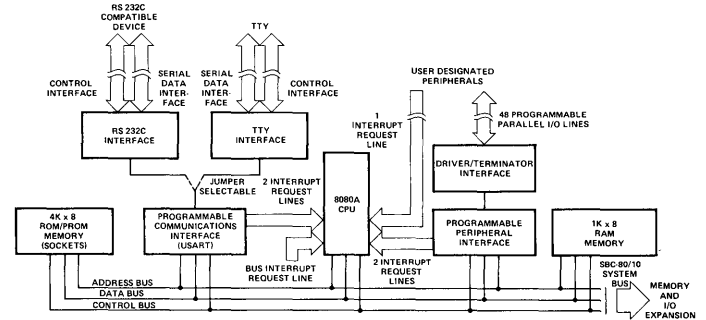 RS 232C
COMPATIBLE
DEVICE
TTY
CONTROL
INTERFACE
SERIAL
DATA
INTER-
FACE
SERIAL
DATA
INTER-
FACE
CONTROL
INTERFACE
USER DESIGNATED
PERIPHERALS
48 PROGRAMMABLE
PARALLEL I/O LINES
RS 232C
INTERFACE
TTY
INTERFACE
1
INTERRUPT
REQUEST
LINE
DRIVER/TERMINATOR
INTERFACE
JUMPER
SELECTABLE
2 INTERRUPT
REQUEST
LINES
8080A
CPU
4K x 8
ROM/PROM
MEMORY
(SOCKETS)
PROGRAMMABLE
COMMUNICATIONS
INTERFACE
(USART)
PROGRAMMABLE
PERIPHERAL
INTERFACE
1K x 8
RAM
MEMORY
BUS INTERRUPT
REQUEST LINE
2 INTERRUPT
REQUEST LINES
SBC-80/10
SYSTEM
BUS
ADDRESS BUS
DATA BUS
CONTROL BUS
MEMORY
AND
I/O
EXPANSION